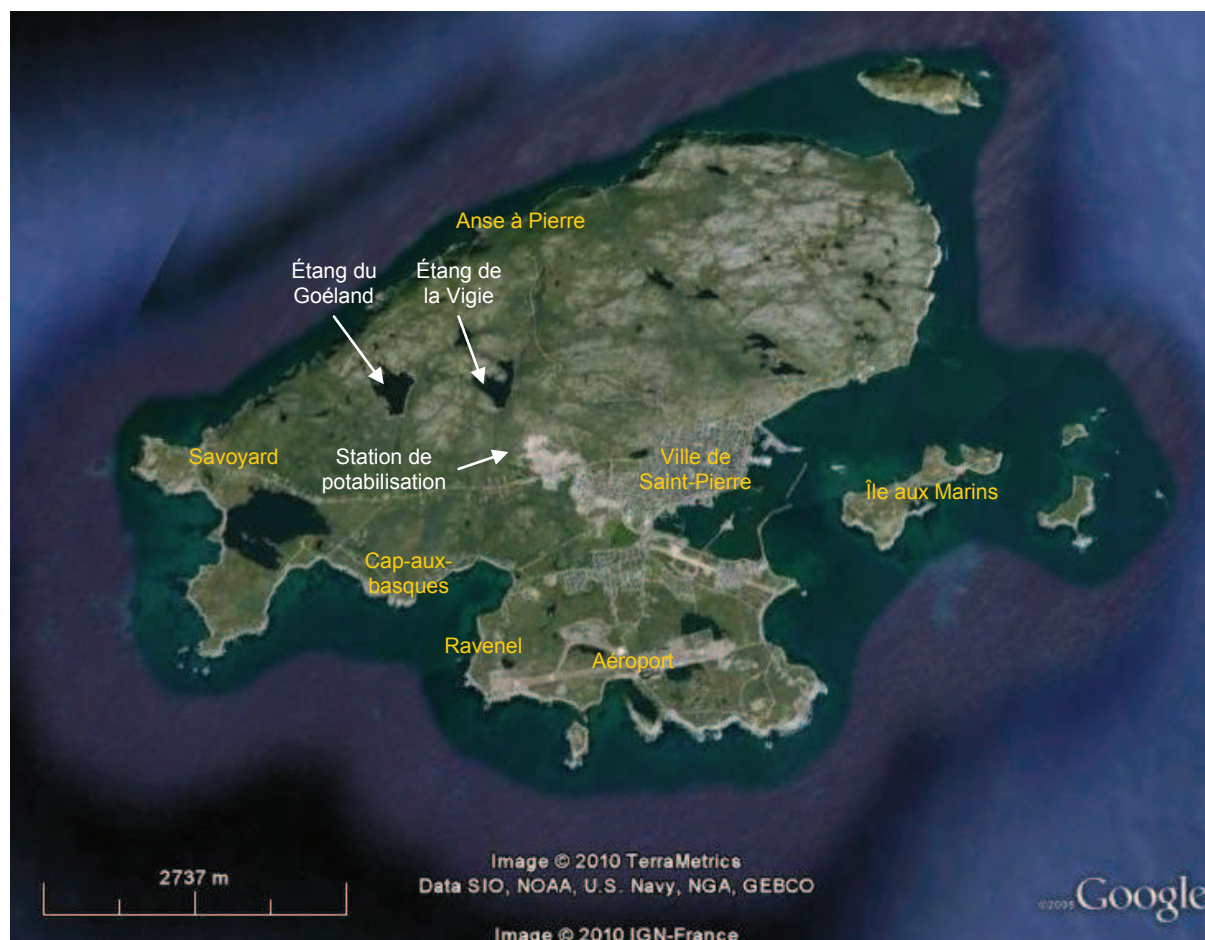 Anse à Pierre
Étang du
Goéland
Étang de
la Vigie
Savoyard
Station de
potabilisation
Ville de
Saint-Pierre
Île aux Marins
Cap-aux-
basques
Ravenel
Aéroport
2737 m
Image © 2010 TerraMetrics
Data SIO, NOAA, U.S. Navy, NGA, GEBCO
©2009 Google
Image © 2010 IGN-France